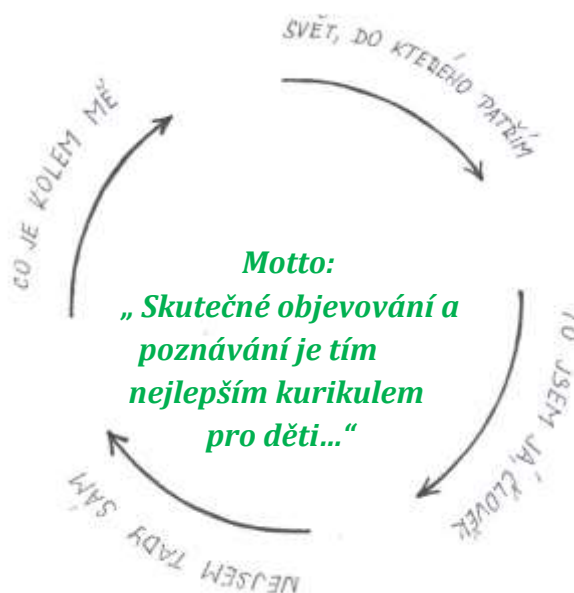 SVĚT, DO KTERÉHO PATŘÍM
TO JSEM JÁ, ČLOVĚK
NEJSEM TADY SÁM
CO JE KOLEM MĚ
Motto:
„ Skutečné objevování a
poznávání je tím
nejlepším kurikulem
pro děti...“